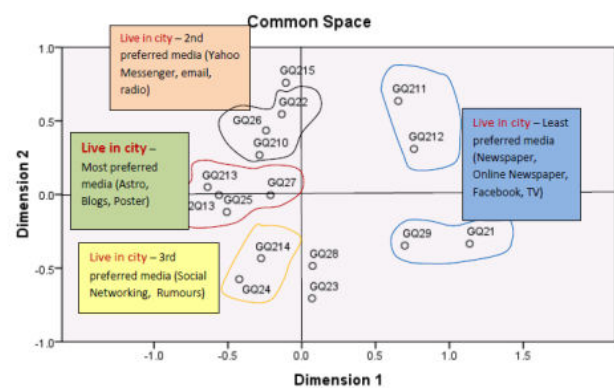 Common Space
Live in city – 2nd
preferred media (Yahoo
Messenger, email,
radio)
Live in city –
Most preferred
media (Astro,
Blogs, Poster)
Live in city – 3rd
preferred media (Social
Networking, Rumours)
Live in city – Least
preferred media
(Newspaper,
Online Newspaper,
Facebook, TV)
GQ215
GQ22
GQ26
GQ210
GQ211
GQ212
GQ213
GQ27
2Q13
GQ25
GQ214
GQ24
GQ28
GQ23
GQ29
GQ21
Dimension 2
1.0
0.5
0.0
-0.5
-1.0
-1.0
-0.5
0.0
0.5
1.0
1.5
2.0
Dimension 1